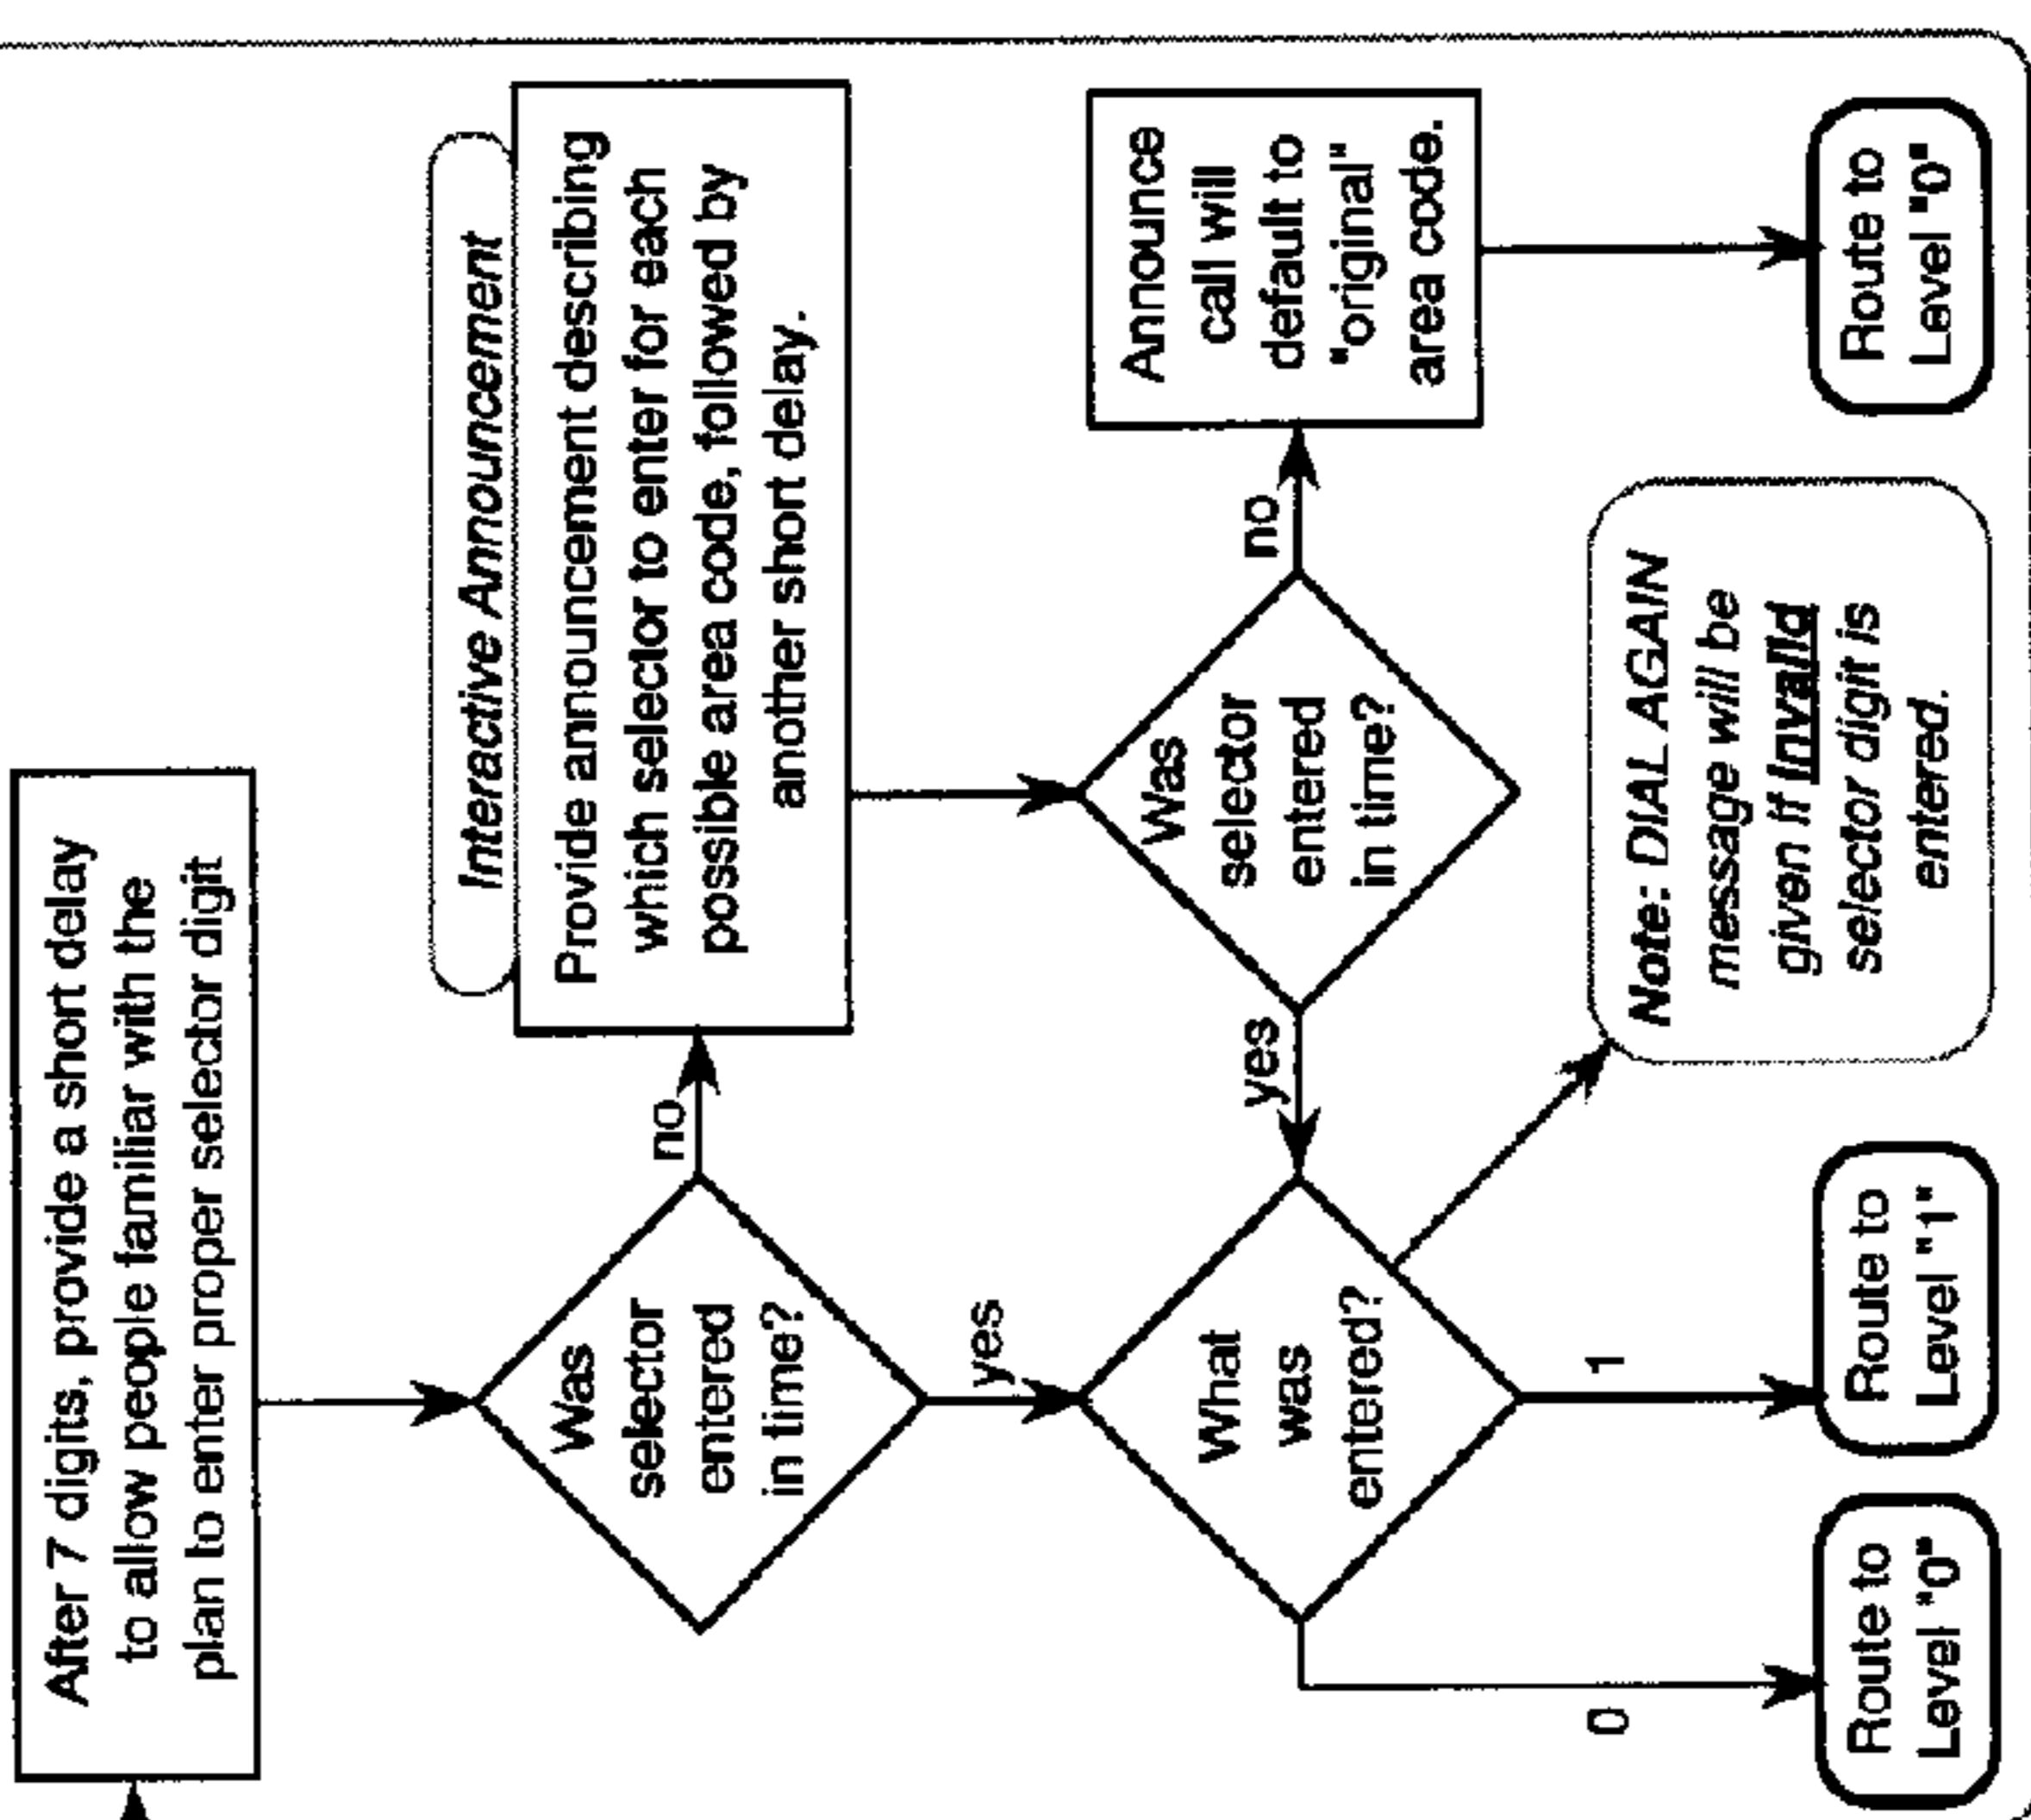 After 7 digits, provide a short delay
to allow people familiar with the
plan to enter proper selector digit
Was
selector
entered
in time?
no
yes
Interactive Announcement
Provide announcement describing
which selector to enter for each
possible area code, followed by
another short delay.
Was
selector
entered
in time?
no
yes
Announce
call will
default to
"original"
area code.
Route to
Level "0"
What
was
entered?
Note: DIAL AGAIN
message will be
given if invalid
selector digit is
entered.
1
Route to
Level "1"
0
Route to
Level "0"